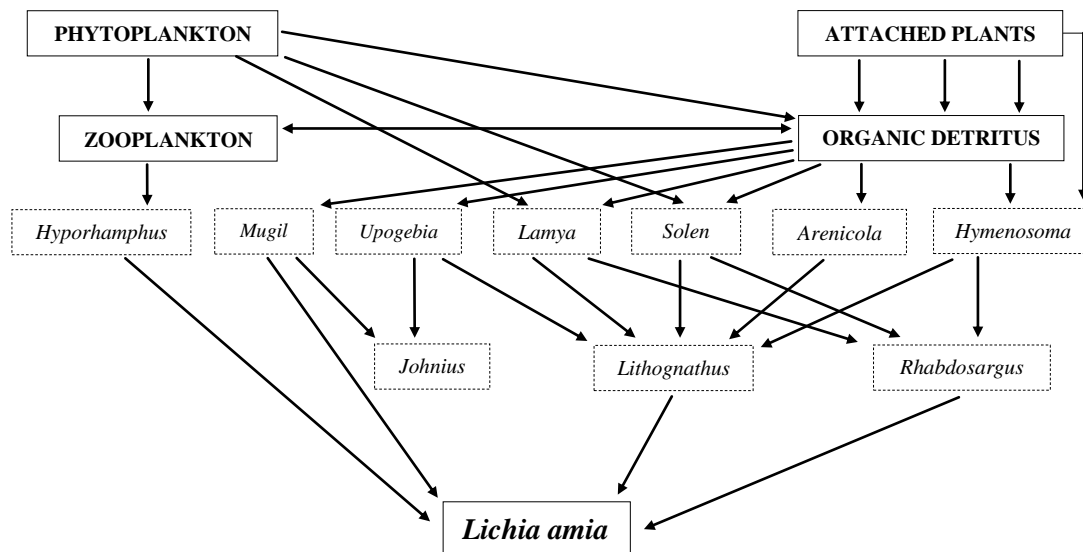 PHYTOPLANKTON
ATTACHED PLANTS
ZOOPLANKTON
ORGANIC DETRITUS
Hyporhamphus
Mugil
Upogebia
Lamya
Solen
Arenicola
Hymenosoma
Johnius
Lithognathus
Rhabdosargus
Lichia amia